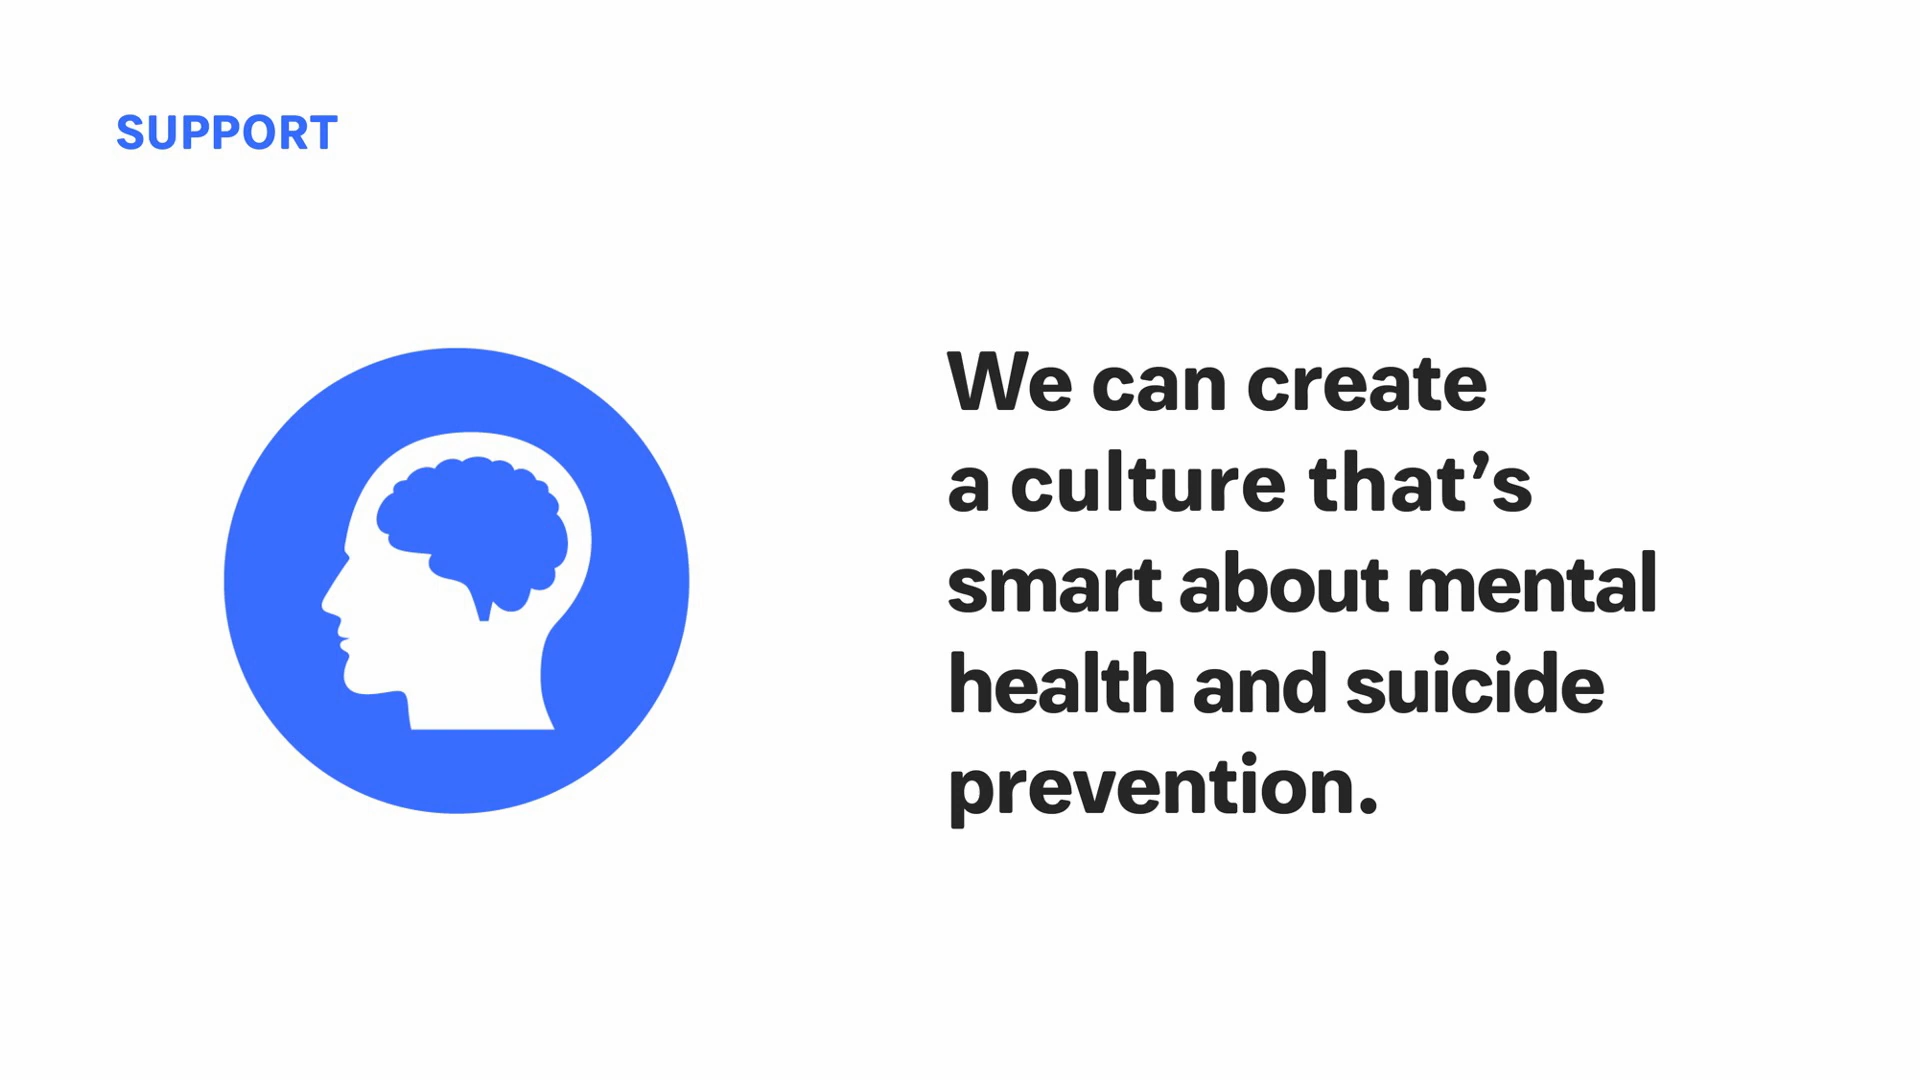 SUPPORT
We can create
a culture that’s
smart about mental
health and suicide
prevention.